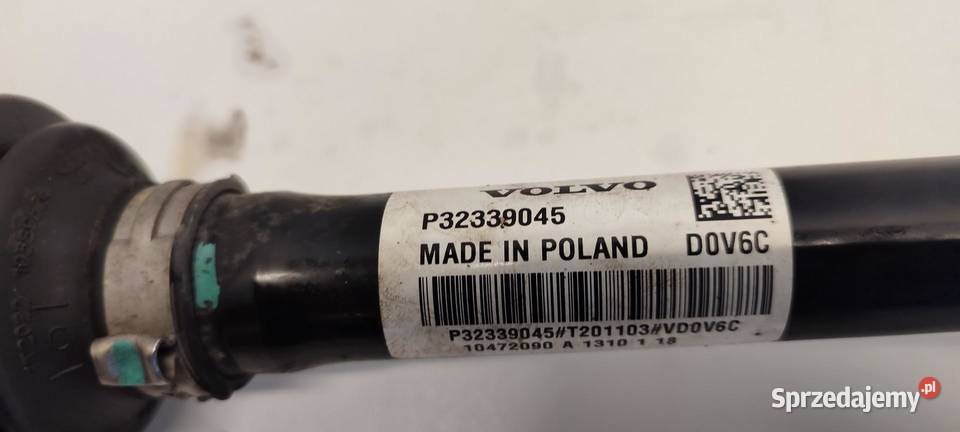 VOLVO
P32339045
MADE IN POLAND D0V6C
P32339045#T201103#VD0V6C
10472090 A 1310 1 18
Sprzedajemy.pl